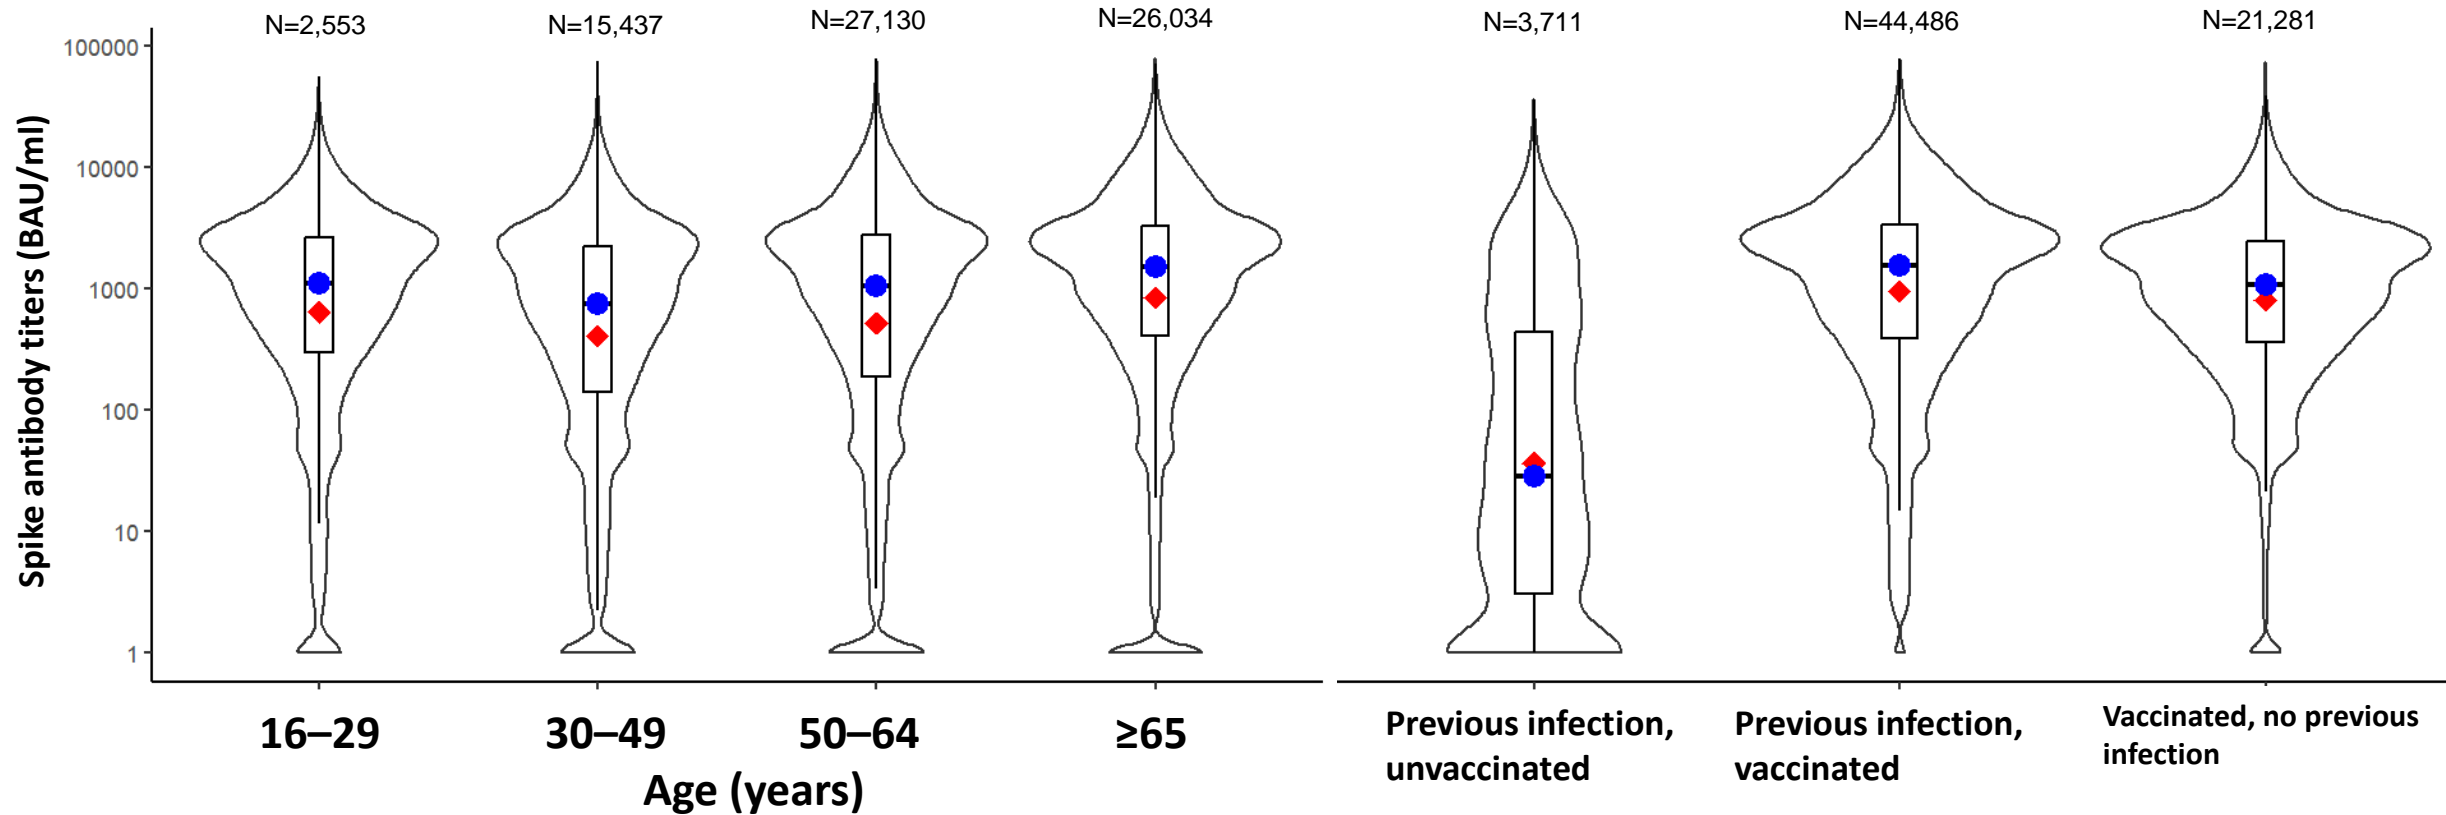 N=2,553
N=15,437
N=27,130
N=26,034
N=3,711
N=44,486
N=21,281
Spike antibody titers (BAU/ml)
100000
10000
1000
100
10
1
16–29
30–49
50–64
≥65
Age (years)
Previous infection,
unvaccinated
Previous infection,
vaccinated
Vaccinated, no previous
infection